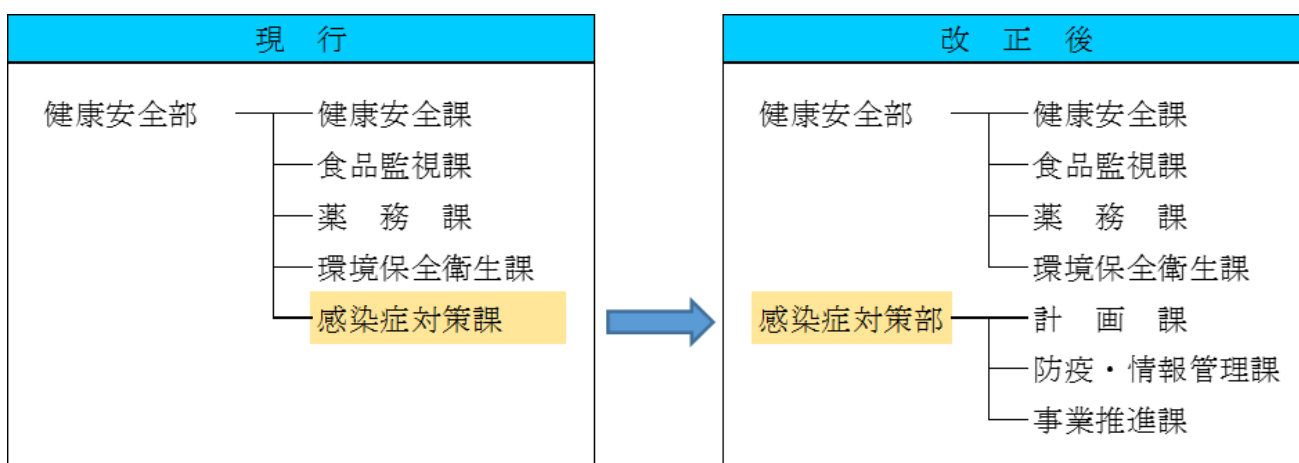 現 行
健康安全部 健康安全課
食品監視課
薬 務 課
環境保全衛生課
感染症対策課
改 正 後
健康安全部 健康安全課
食品監視課
薬 務 課
環境保全衛生課
感染症対策部 計 画 課
防疫・情報管理課
事業推進課